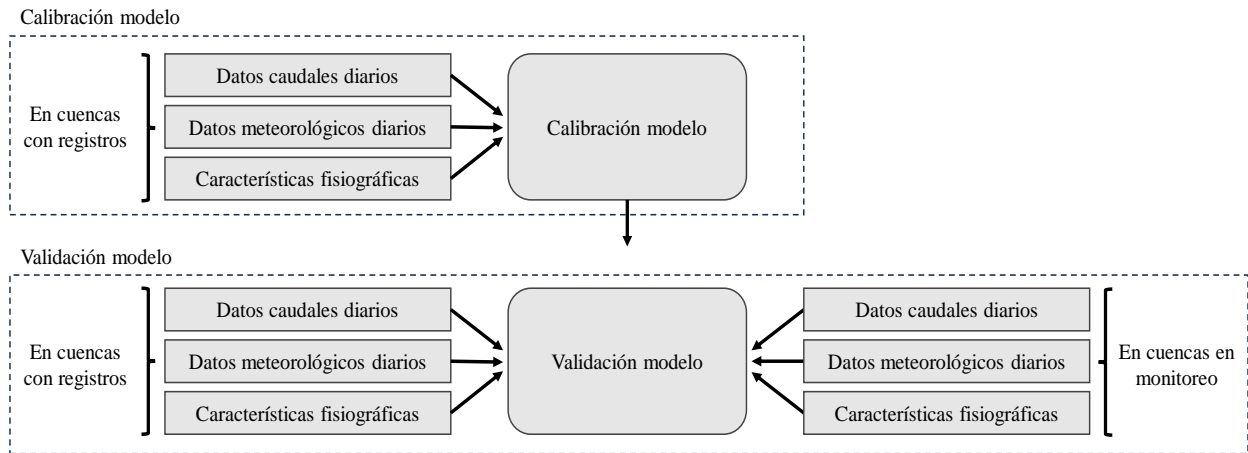 Calibración modelo
En cuencas
con registros
Datos caudales diarios
Datos meteorológicos diarios
Características fisiográficas
Calibración modelo
Validación modelo
En cuencas
con registros
Datos caudales diarios
Datos meteorológicos diarios
Características fisiográficas
Validación modelo
Datos caudales diarios
Datos meteorológicos diarios
Características fisiográficas
En cuencas en
monitoreo